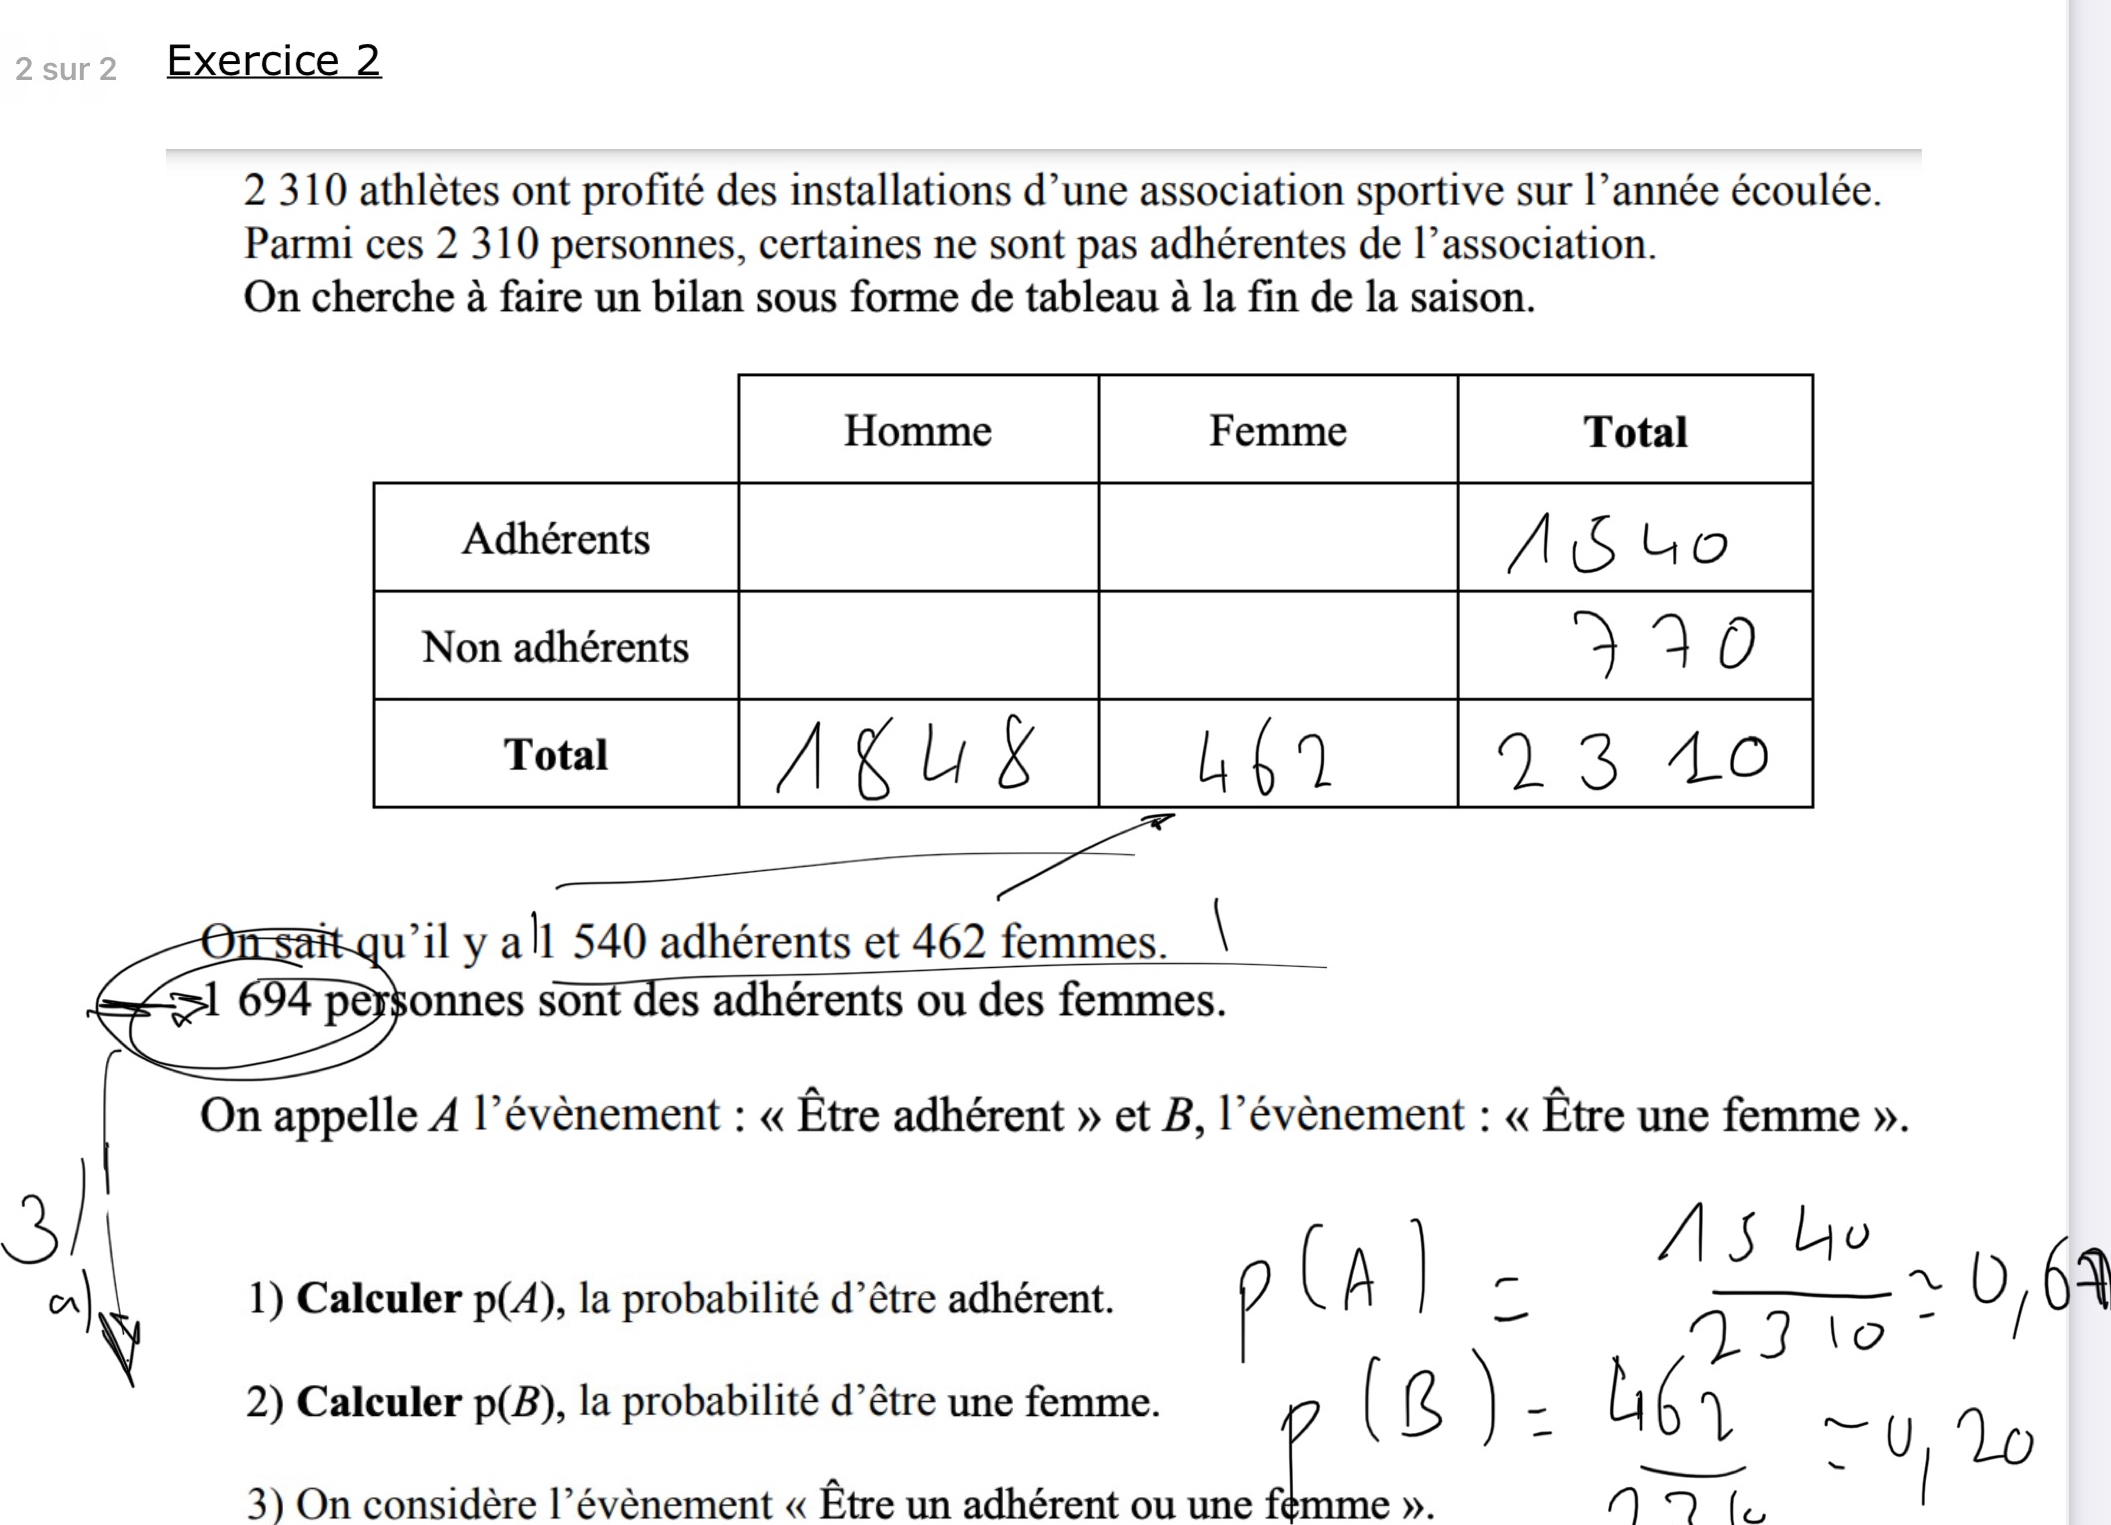 2 sur 2
Exercice 2
2 310 athlètes ont profité des installations d’une association sportive sur l’année écoulée.
Parmi ces 2 310 personnes, certaines ne sont pas adhérentes de l’association.
On cherche à faire un bilan sous forme de tableau à la fin de la saison.
Homme Femme Total
Adhérents 1540
Non adhérents 770
Total 1848 462 2310
On sait qu’il y a 1 540 adhérents et 462 femmes.
1 694 personnes sont des adhérents ou des femmes.
On appelle A l’évènement : « Être adhérent » et B, l’évènement : « Être une femme ».
3/
a)
1) Calculer p(A), la probabilité d’être adhérent. p(A) = 1540/2310 ≃ 0,67
2) Calculer p(B), la probabilité d’être une femme. p(B) = 462/2310 ≃ 0,20
3) On considère l’évènement « Être un adhérent ou une femme ».